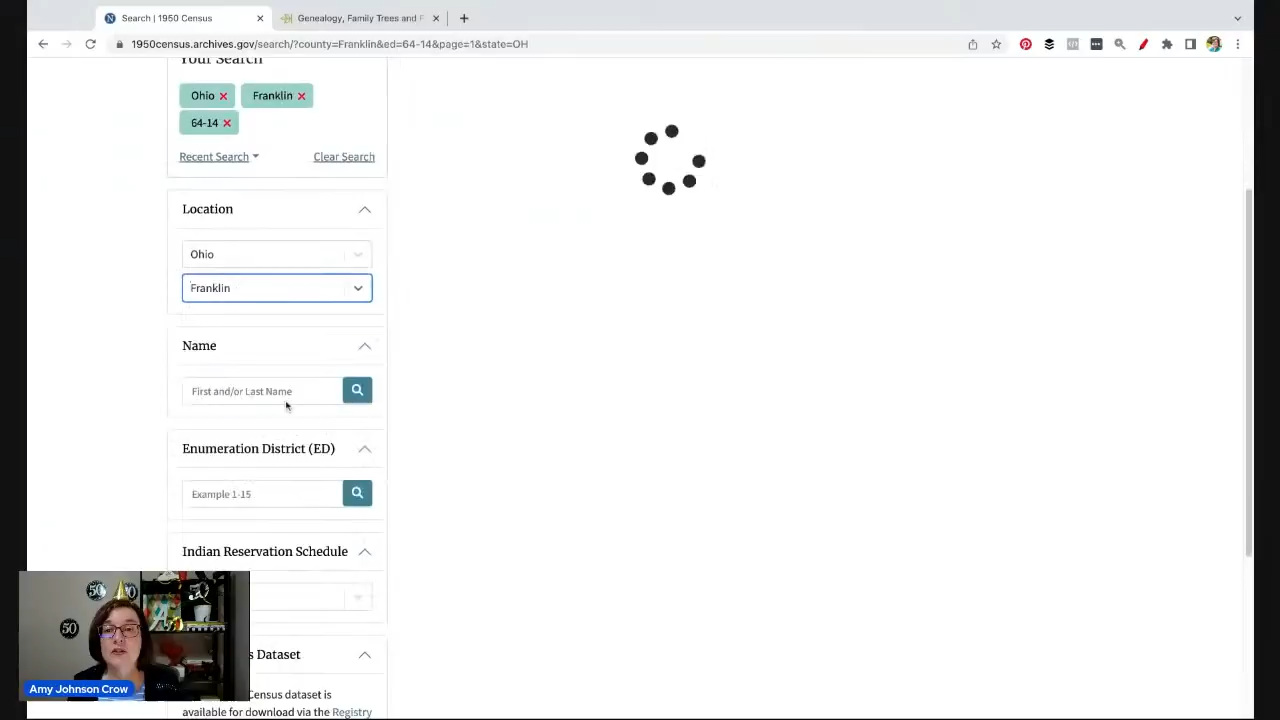 Search | 1950 Census
Genealogy, Family Trees and F
1950census.archives.gov/search/?county=Franklin&ed=64-14&page=1&state=OH
Your Search
Ohio × Franklin ×
64-14 ×
Recent Search Clear Search
Location
Ohio
Franklin
Name
First and/or Last Name
Enumeration District (ED)
Example 1-15
Indian Reservation Schedule
s Dataset
Census dataset is
available for download via the Registry
50
50
50
Amy Johnson Crow